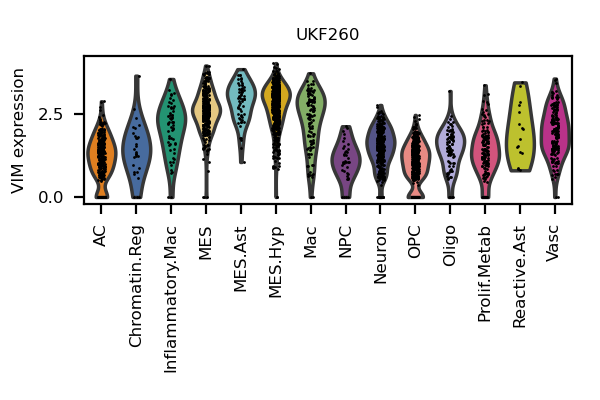 UKF260
VIM expression
2.5
0.0
AC
Chromatin.Reg
Inflammatory.Mac
MES
MES.Ast
MES.Hyp
Mac
NPC
Neuron
OPC
Oligo
Prolif.Metab
Reactive.Ast
Vasc